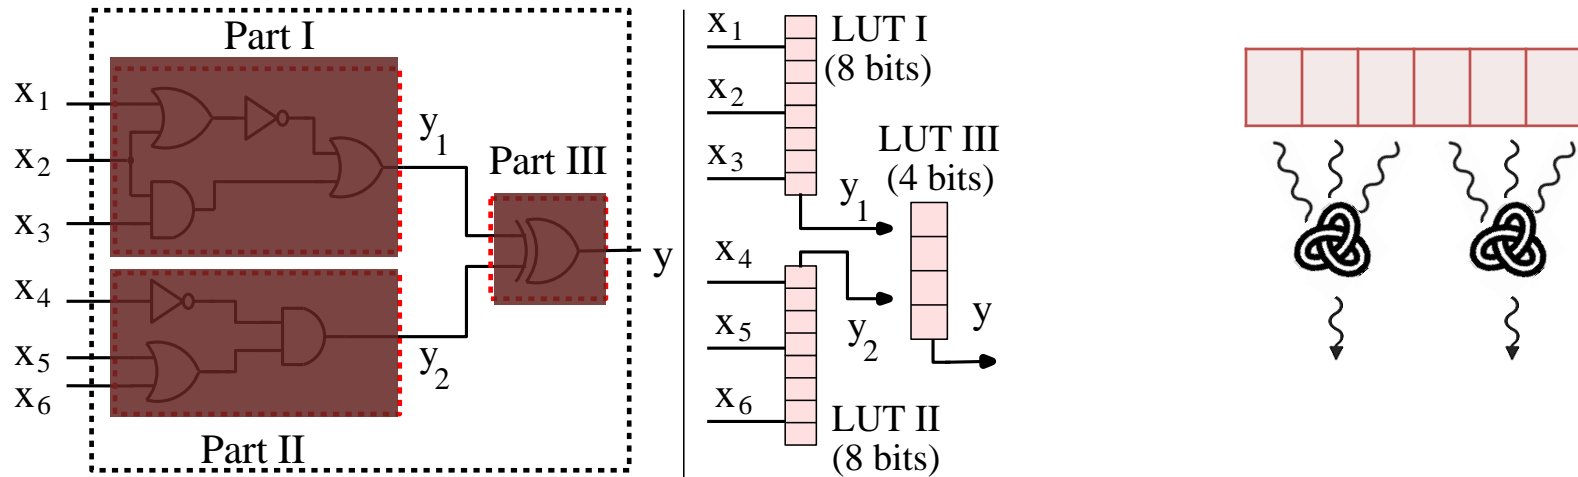 Part I
x1
x2
x3
y1
Part III
x4
x5
x6
y2
y
Part II
x1
LUT I
(8 bits)
x2
x3
LUT III
(4 bits)
y1
x4
y2
y
x5
x6
LUT II
(8 bits)